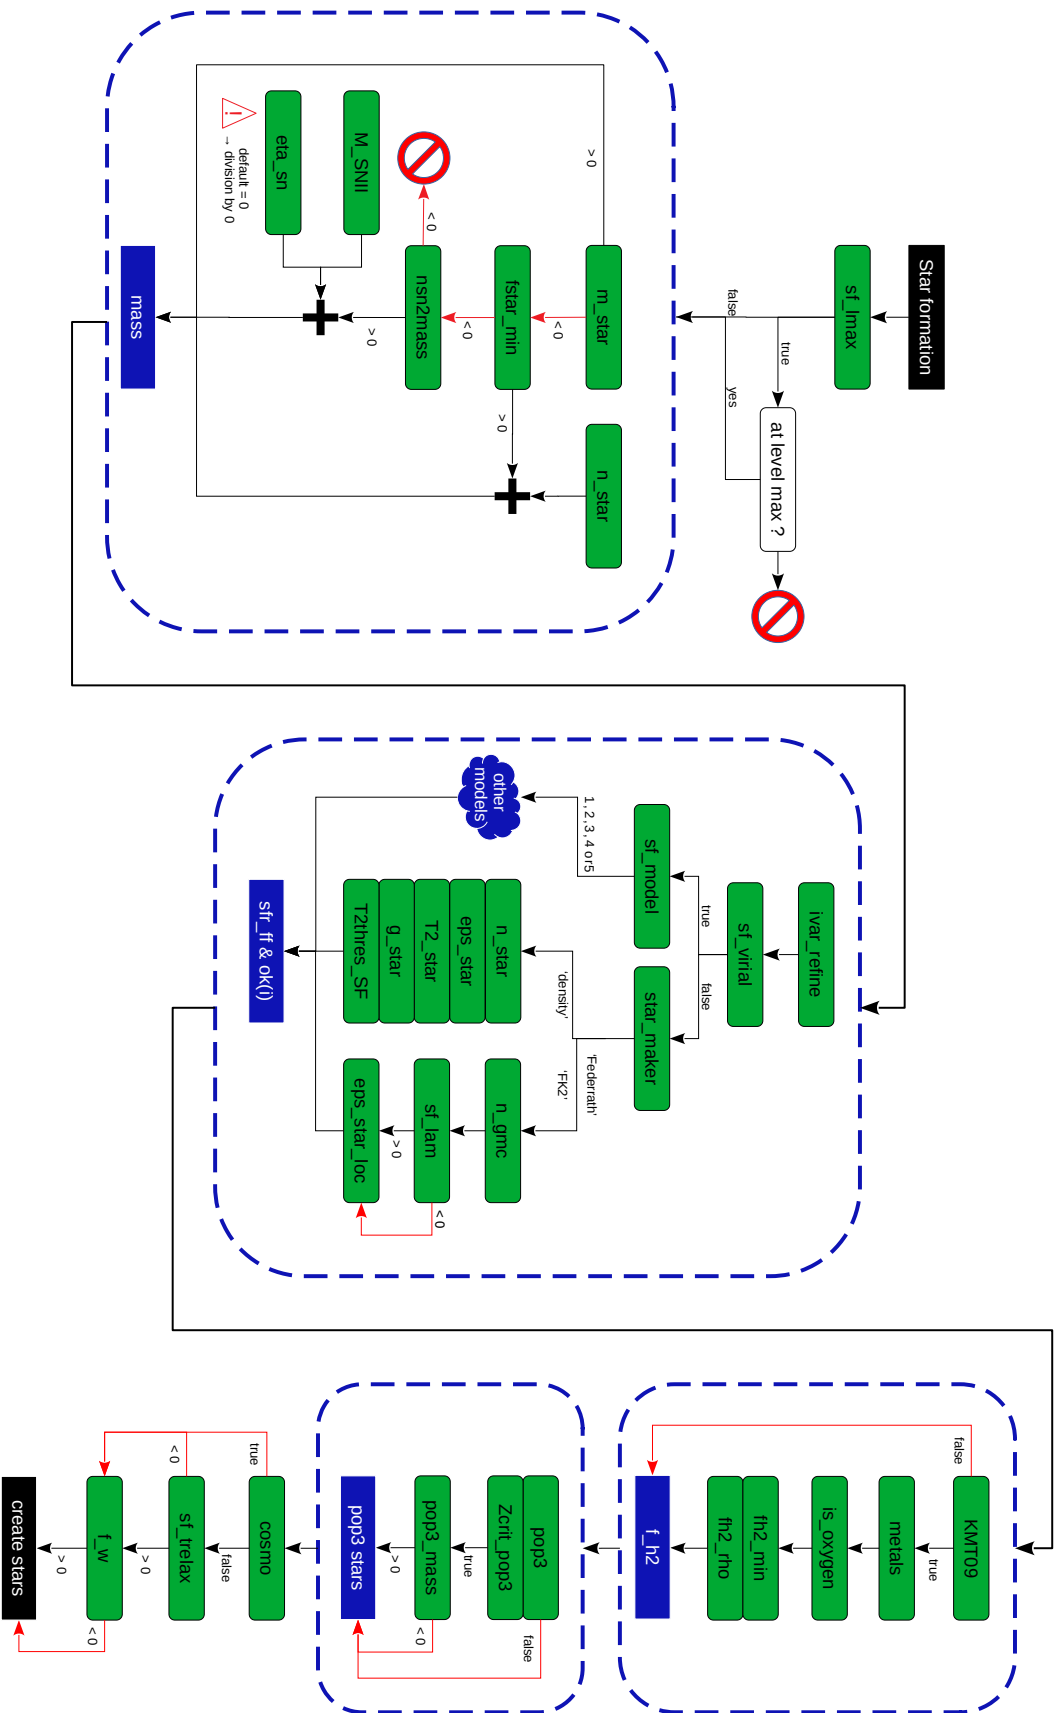 Star formation
sf_lmax
false
true
yes
at level max ?
m_star
> 0
< 0
n_star
fstar_min
< 0
> 0
nsn2mass
< 0
> 0
M_SNII
eta_sn
default = 0
→ division by 0
mass
ivar_refine
sf_virial
true
false
sf_model
star_maker
1, 2, 3, 4 or5
'density'
'Federrath'
'FK2'
other
models
n_star
eps_star
T2_star
g_star
T2thres_SF
n_gmc
sf_lam
> 0
< 0
eps_star_loc
sfr_ff & ok(i)
KMT09
false
true
metals
is_oxygen
fh2_min
fh2_rho
f_h2
pop3
Zcrit_pop3
false
true
pop3_mass
> 0
< 0
pop3 stars
cosmo
true
false
sf_trelax
< 0
> 0
f_w
> 0
< 0
create stars